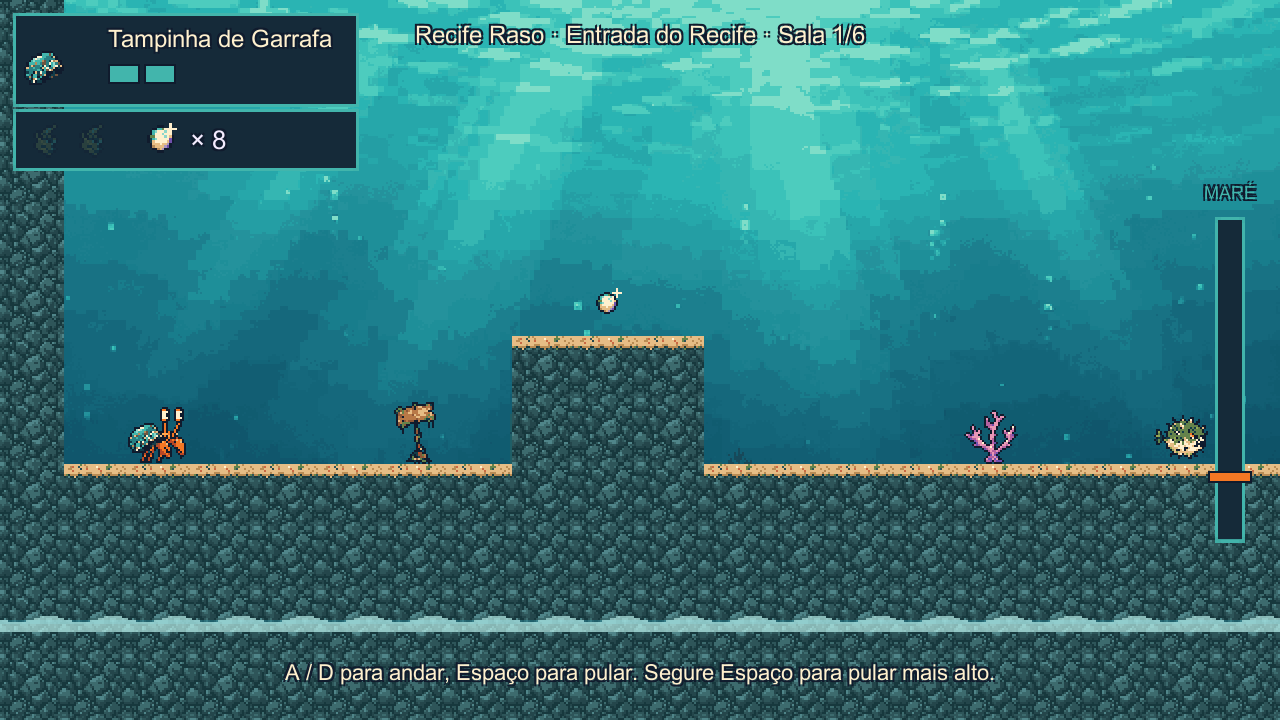 Tampinha de Garrafa
Recife Raso · Entrada do Recife · Sala 1/6
× 8
MARÉ
A / D para andar, Espaço para pular. Segure Espaço para pular mais alto.